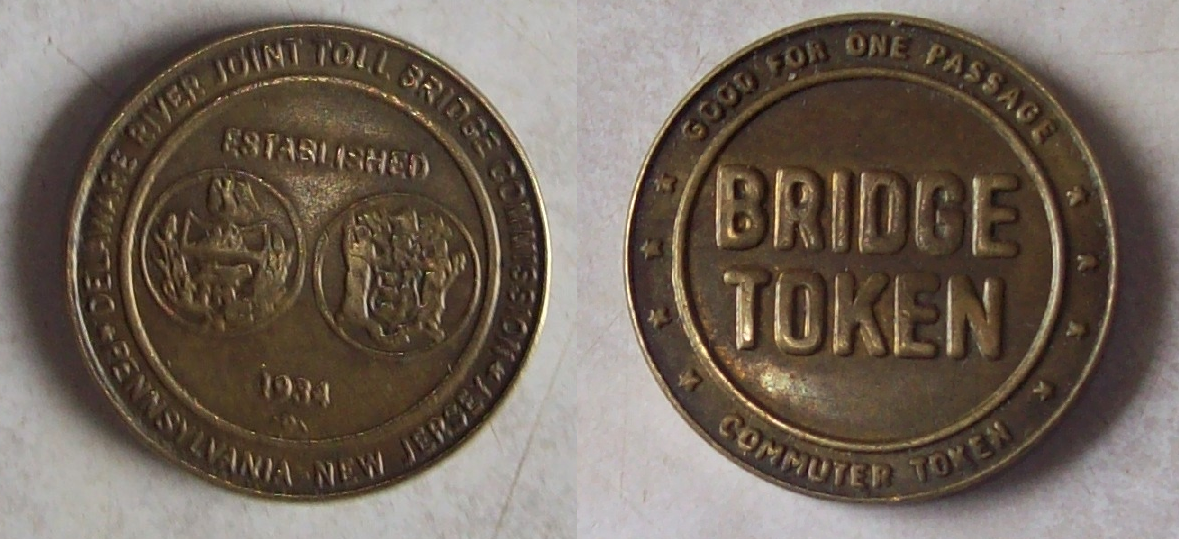 DELAWARE RIVER JOINT TOLL BRIDGE COMMISSION
ESTABLISHED
1934
PENNSYLVANIA - NEW JERSEY
GOOD FOR ONE PASSAGE
BRIDGE
TOKEN
COMMUTER TOKEN